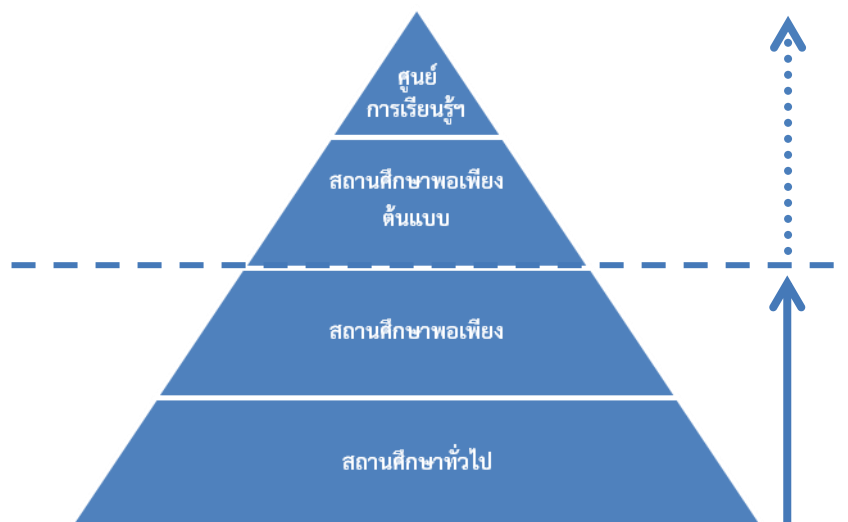 ศูนย์
การเรียนรู้ฯ
สถานศึกษาพอเพียง
ต้นแบบ
สถานศึกษาพอเพียง
สถานศึกษาทั่วไป